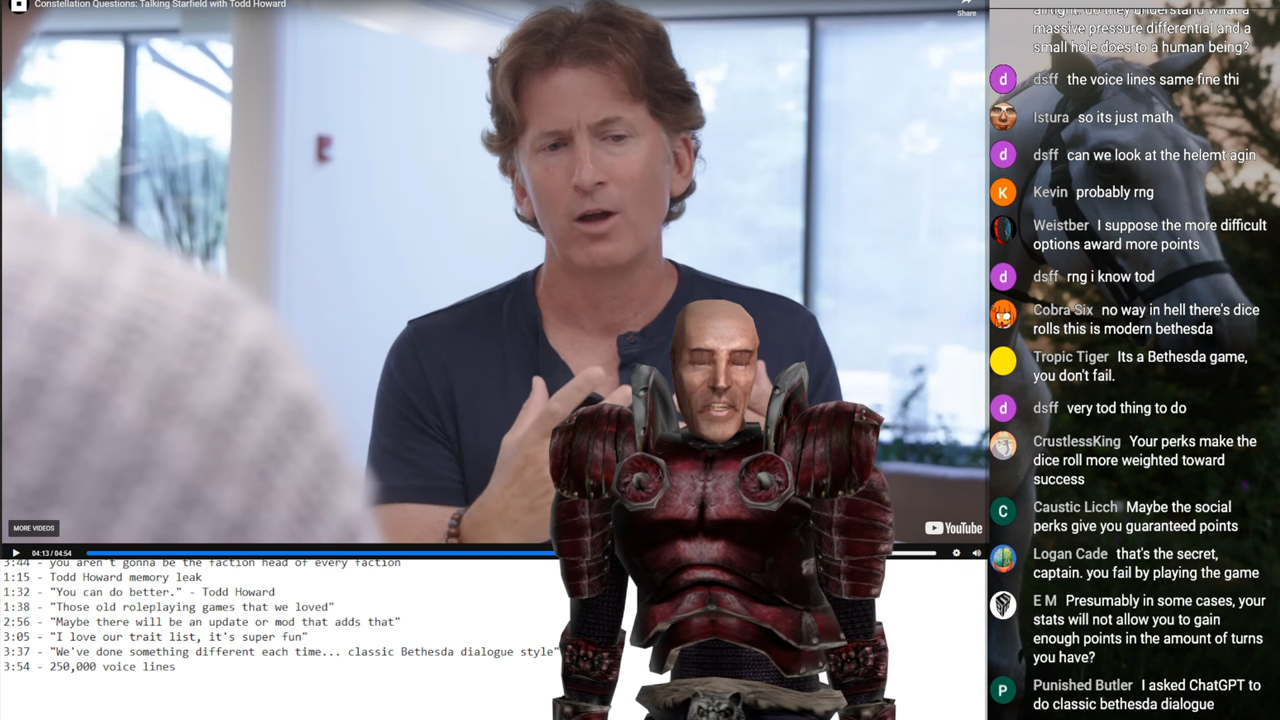 Constellation Questions: Talking Starfield with Todd Howard
Share
MORE VIDEOS
YouTube
04:13 / 04:54
3:44 - you aren't gonna be the faction head of every faction
1:15 - Todd Howard memory leak
1:32 - "You can do better." - Todd Howard
1:38 - "Those old roleplaying games that we loved"
2:56 - "Maybe there will be an update or mod that adds that"
3:05 - "I love our trait list, it's super fun"
3:37 - "We've done something different each time... classic Bethesda dialogue style"
3:54 - 250,000 voice lines
alright. do they understand what a
massive pressure differential and a
small hole does to a human being?
d dsff the voice lines same fine thi
Istura so its just math
d dsff can we look at the helemt agin
K Kevin probably rng
Weistber I suppose the more difficult
options award more points
d dsff rng i know tod
Cobra Six no way in hell there's dice
rolls this is modern bethesda
Tropic Tiger Its a Bethesda game,
you don't fail.
d dsff very tod thing to do
CrustlessKing Your perks make the
dice roll more weighted toward
success
C Caustic Licch Maybe the social
perks give you guaranteed points
Logan Cade that's the secret,
captain. you fail by playing the game
E M Presumably in some cases, your
stats will not allow you to gain
enough points in the amount of turns
you have?
P Punished Butler I asked ChatGPT to
do classic bethesda dialogue